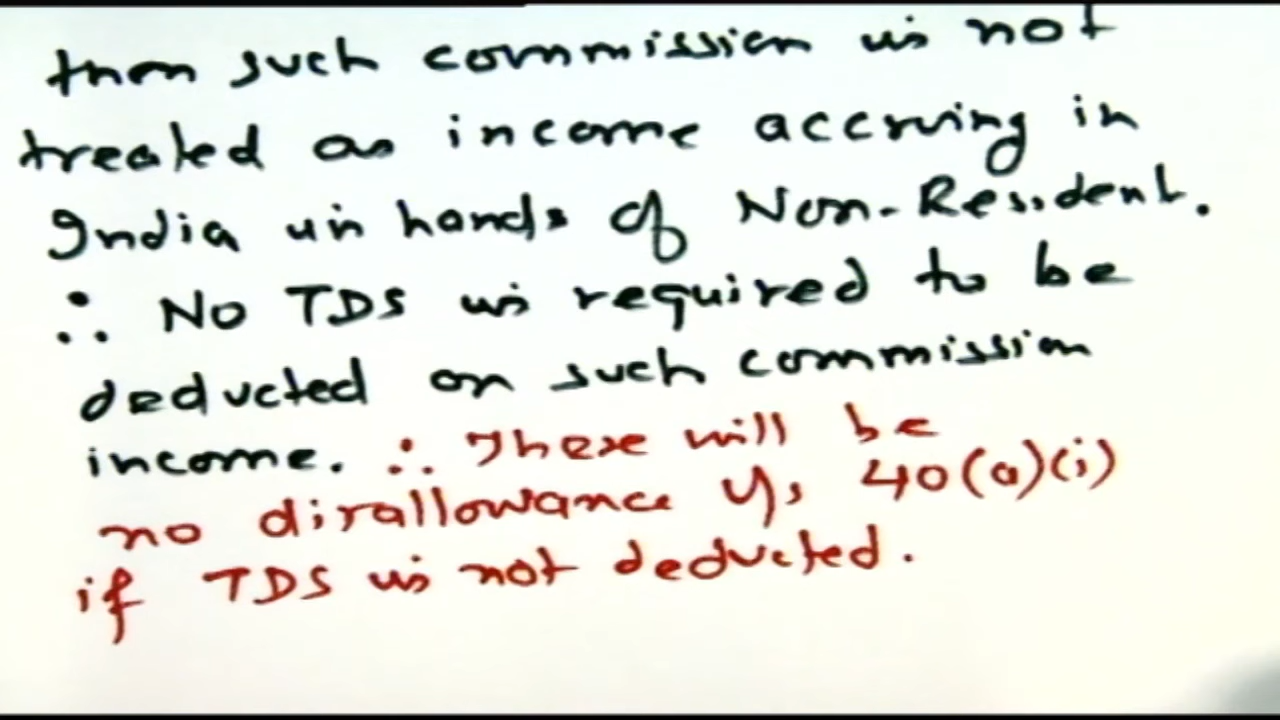 then such commission is not
treated as income accruing in
India in hands of Non-Resident.
∴ No TDS is required to be
deducted on such commission
income. ∴ There will be
no disallowance u/s 40(a)(i)
if TDS is not deducted.